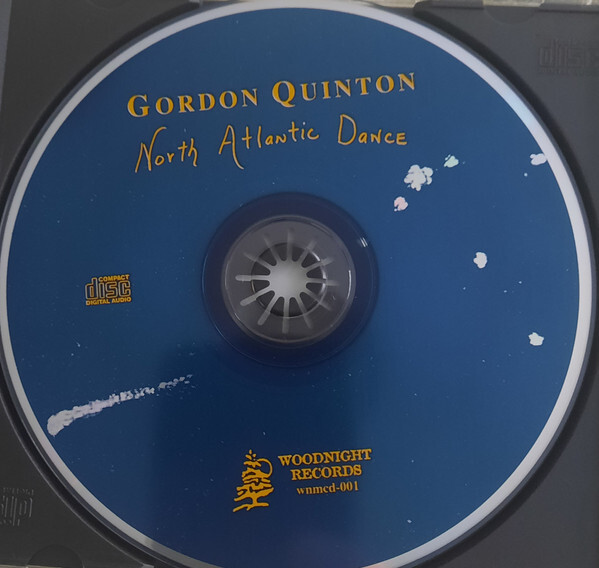 GORDON QUINTON
North Atlantic Dance
COMPACT
disc
DIGITAL AUDIO
WOODNIGHT
RECORDS
wnmcd-001